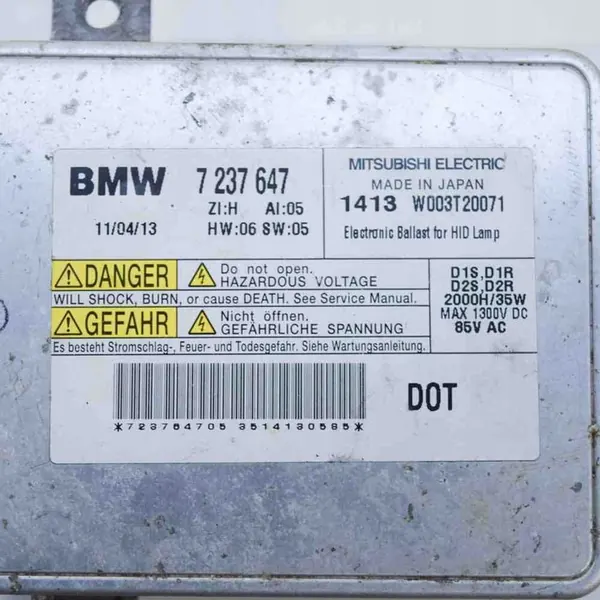 BMW 7 237 647
ZI:H AI:05
11/04/13 HW:06 SW:05
MITSUBISHI ELECTRIC
MADE IN JAPAN
1413 W003T20071
Electronic Ballast for HID Lamp
DANGER Do not open.
HAZARDOUS VOLTAGE
WILL SHOCK, BURN, or cause DEATH. See Service Manual.
GEFAHR Nicht öffnen.
GEFÄHRLICHE SPANNUNG
Es besteht Stromschlag-, Feuer- und Todesgefahr. Siehe Wartungsanleitung.
D1S,D1R
D2S,D2R
2000H/35W
MAX 1300V DC
85V AC
*723764705 3514130585*
DOT